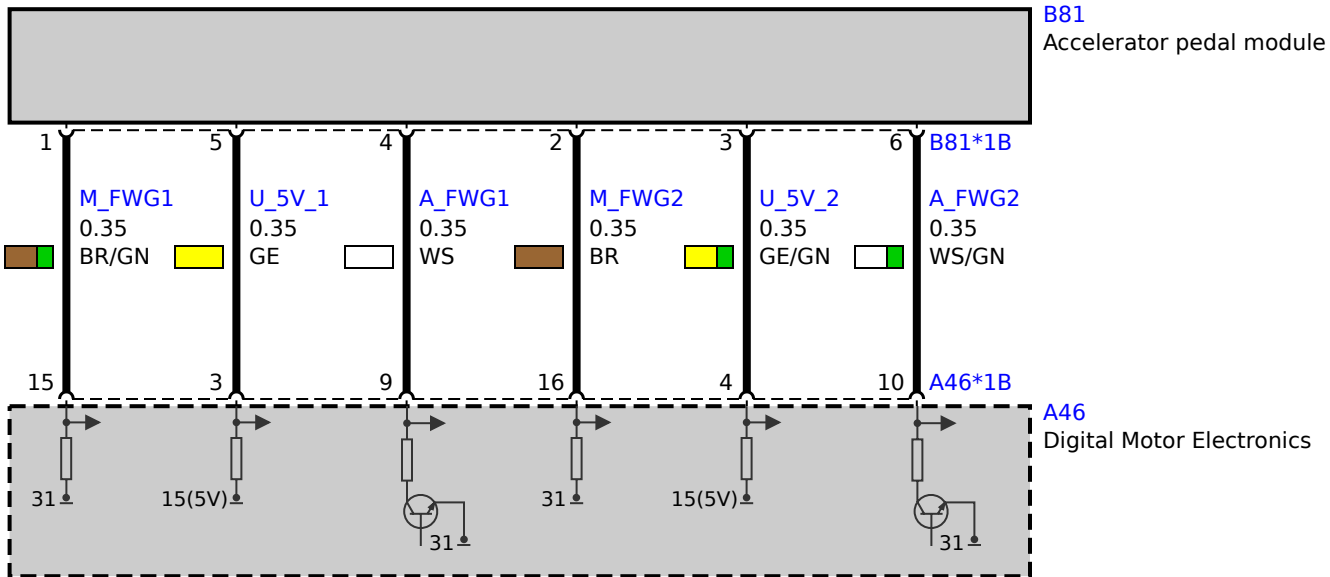 B81
Accelerator pedal module
1 5 4 2 3 6 B81*1B
M_FWG1 U_5V_1 A_FWG1 M_FWG2 U_5V_2 A_FWG2
0.35 0.35 0.35 0.35 0.35 0.35
BR/GN GE WS BR GE/GN WS/GN
15 3 9 16 4 10 A46*1B
A46
Digital Motor Electronics
31 15(5V) 31 15(5V)
31 31